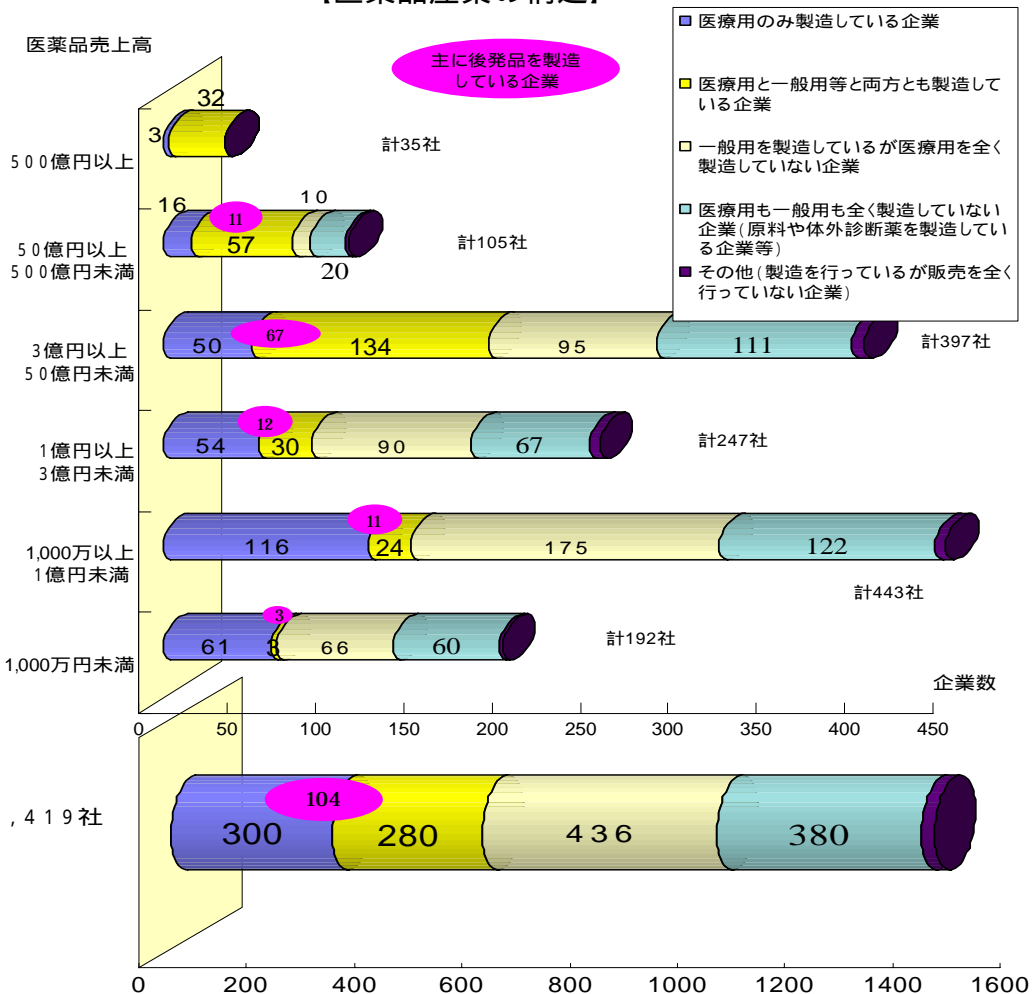 医薬品売上高
主に後発品を製造
している企業
医療用のみ製造している企業
医療用と一般用等と両方とも製造して
いる企業
一般用を製造しているが医療用を全く
製造していない企業
医療用も一般用も全く製造していない
企業(原料や体外診断薬を製造してい
る企業等)
その他(製造を行っているが販売を全く
行っていない企業)
32
3
500億円以上
計35社
16
10
11
57
20
50億円以上
500億円未満
計105社
67
50
134
95
111
3億円以上
50億円未満
計397社
12
54
30
90
67
1億円以上
3億円未満
計247社
11
116
24
175
122
1,000万以上
1億円未満
計443社
3
61
3
66
60
1,000万円未満
計192社
企業数
0 50 100 150 200 250 300 350 400 450
104
,419社
300
280
436
380
0 200 400 600 800 1000 1200 1400 1600